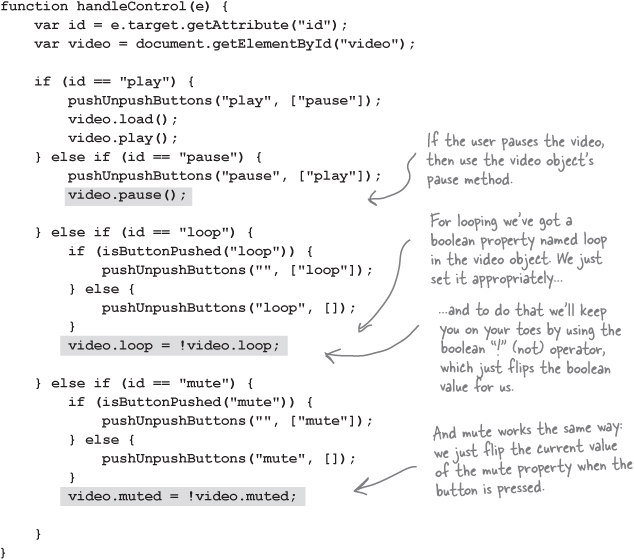 function handleControl(e) {
    var id = e.target.getAttribute("id");
    var video = document.getElementById("video");

    if (id == "play") {
        pushUnpushButtons("play", ["pause"]);
        video.load();
        video.play();
    } else if (id == "pause") {
        pushUnpushButtons("pause", ["play"]);
        video.pause();

    } else if (id == "loop") {
        if (isButtonPushed("loop")) {
            pushUnpushButtons("", ["loop"]);
        } else {
            pushUnpushButtons("loop", []);
        }
        video.loop = !video.loop;

    } else if (id == "mute") {
        if (isButtonPushed("mute")) {
            pushUnpushButtons("", ["mute"]);
        } else {
            pushUnpushButtons("mute", []);
        }
        video.muted = !video.muted;

    }
}
If the user pauses the video,
then use the video object's
pause method.
For looping we've got a
boolean property named loop
in the video object. We just
set it appropriately...
...and to do that we'll keep
you on your toes by using the
boolean “!” (not) operator,
which just flips the boolean
value for us.
And mute works the same way:
we just flip the current value
of the mute property when the
button is pressed.